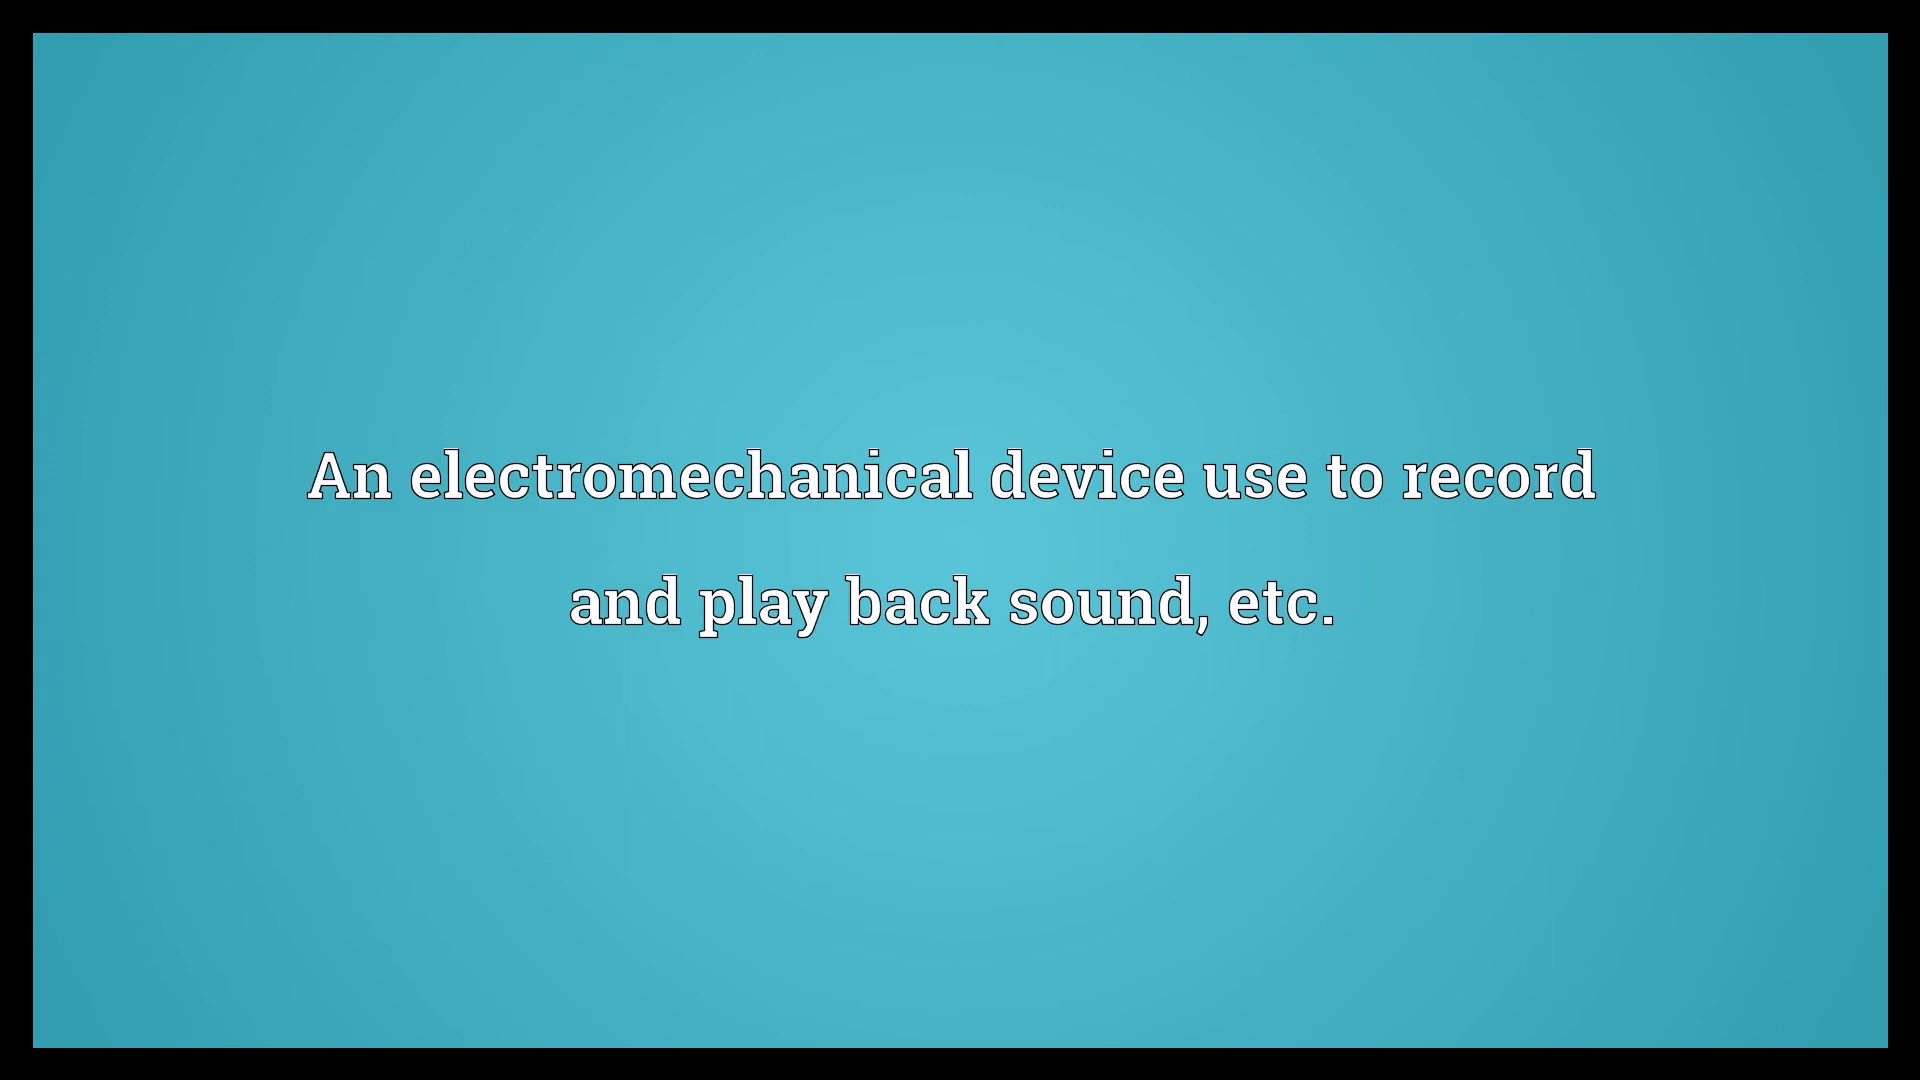 An electromechanical device use to record
and play back sound, etc.